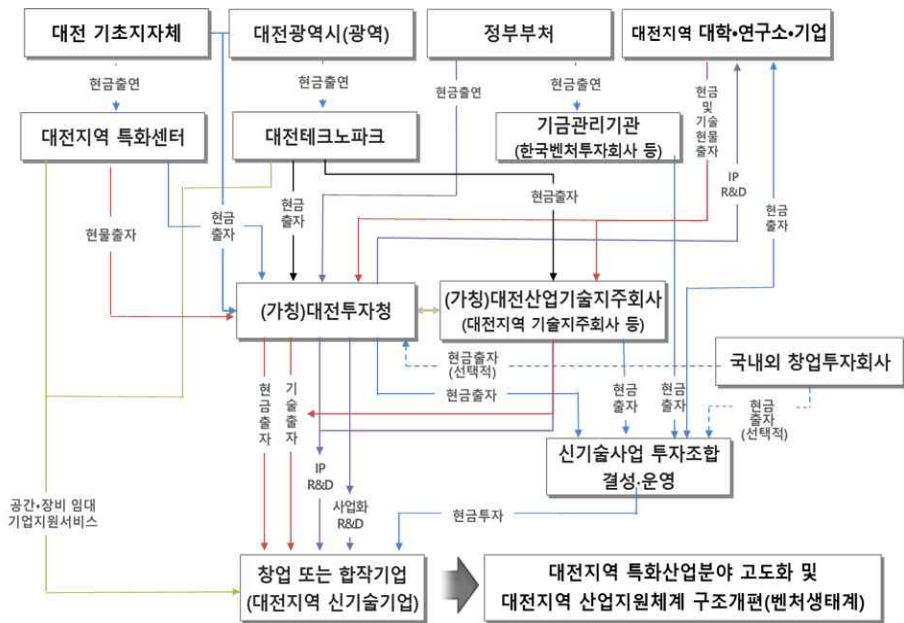 대전 기초지자체
대전광역시(광역)
정부부처
대전지역 대학•연구소•기업
현금출연
현금출연
현금출연
현금출연
현금
및
기술
현물
출자
대전지역 특화센터
대전테크노파크
기금관리기관
(한국벤처투자회사 등)
IP
R&D
현금
출자
현물출자
현금
출자
현금
출자
현금
출자
현금출자
(가칭)대전투자청
(가칭)대전산업기술지주회사
(대전지역 기술지주회사 등)
현금출자
(선택적)
국내외 창업투자회사
현금출자
기술출자
현금출자
현금
출자
현금
출자
현금
출자
(선택적)
신기술사업 투자조합
결성·운영
IP
R&D
사업화
R&D
공간•장비 임대
기업지원서비스
현금투자
창업 또는 합작기업
(대전지역 신기술기업)
대전지역 특화산업분야 고도화 및
대전지역 산업지원체계 구조개편(벤처생태계)